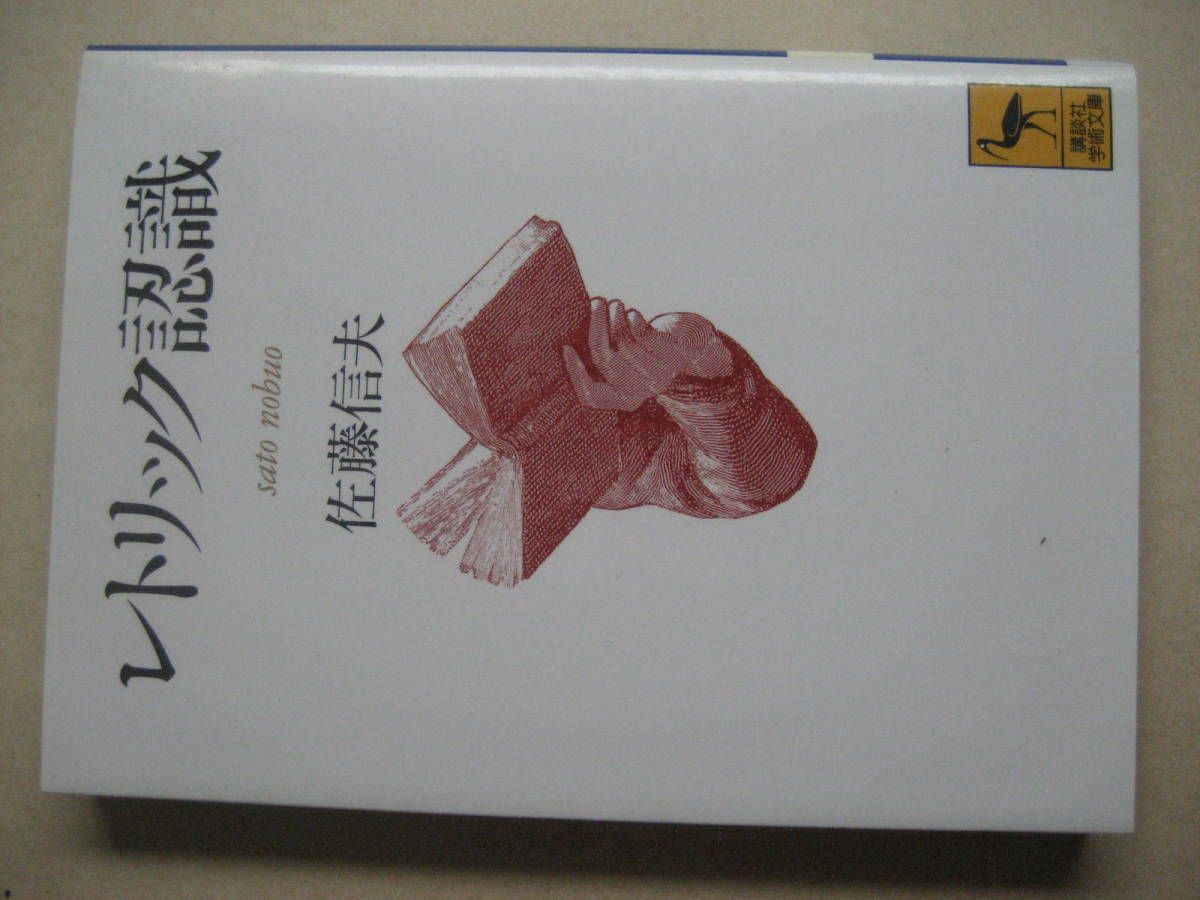 レトリック認識
sato nobuo
佐藤信夫
講談社
学術文庫